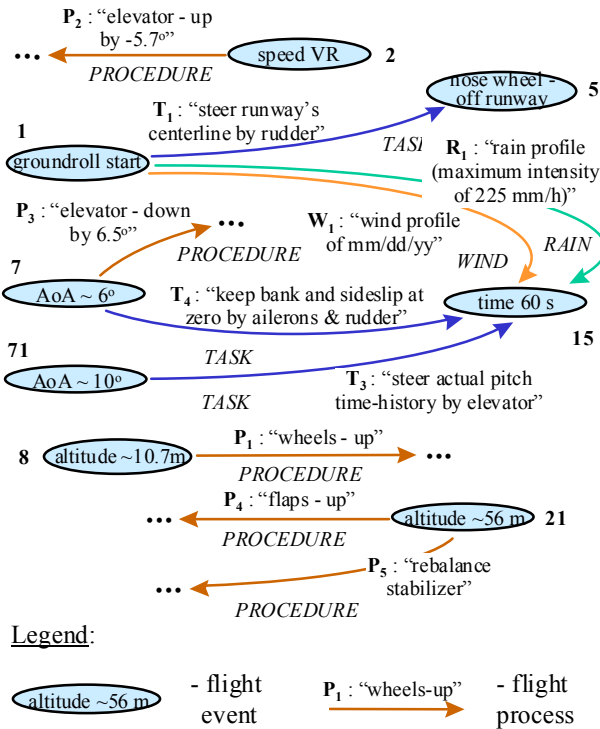 P2 : “elevator - up
by -5.7o”
...
speed VR
2
PROCEDURE
nose wheel -
off runway
5
T1 : “steer runway’s
centerline by rudder”
1
TASK
R1 : “rain profile
(maximum intensity
of 225 mm/h)”
groundroll start
P3 : “elevator - down
by 6.5o”
...
W1 : “wind profile
of mm/dd/yy”
PROCEDURE
WIND
RAIN
7
AoA ~ 6o
T4 : “keep bank and sideslip at
zero by ailerons & rudder”
time 60 s
15
71
TASK
AoA ~ 10o
T3 : “steer actual pitch
time-history by elevator”
TASK
P1 : “wheels - up”
8
altitude ~10.7m
...
PROCEDURE
P4 : “flaps - up”
...
altitude ~56 m
21
PROCEDURE
P5 : “rebalance
stabilizer”
...
PROCEDURE
Legend:
altitude ~56 m
- flight
event
P1 : “wheels-up”
- flight
process